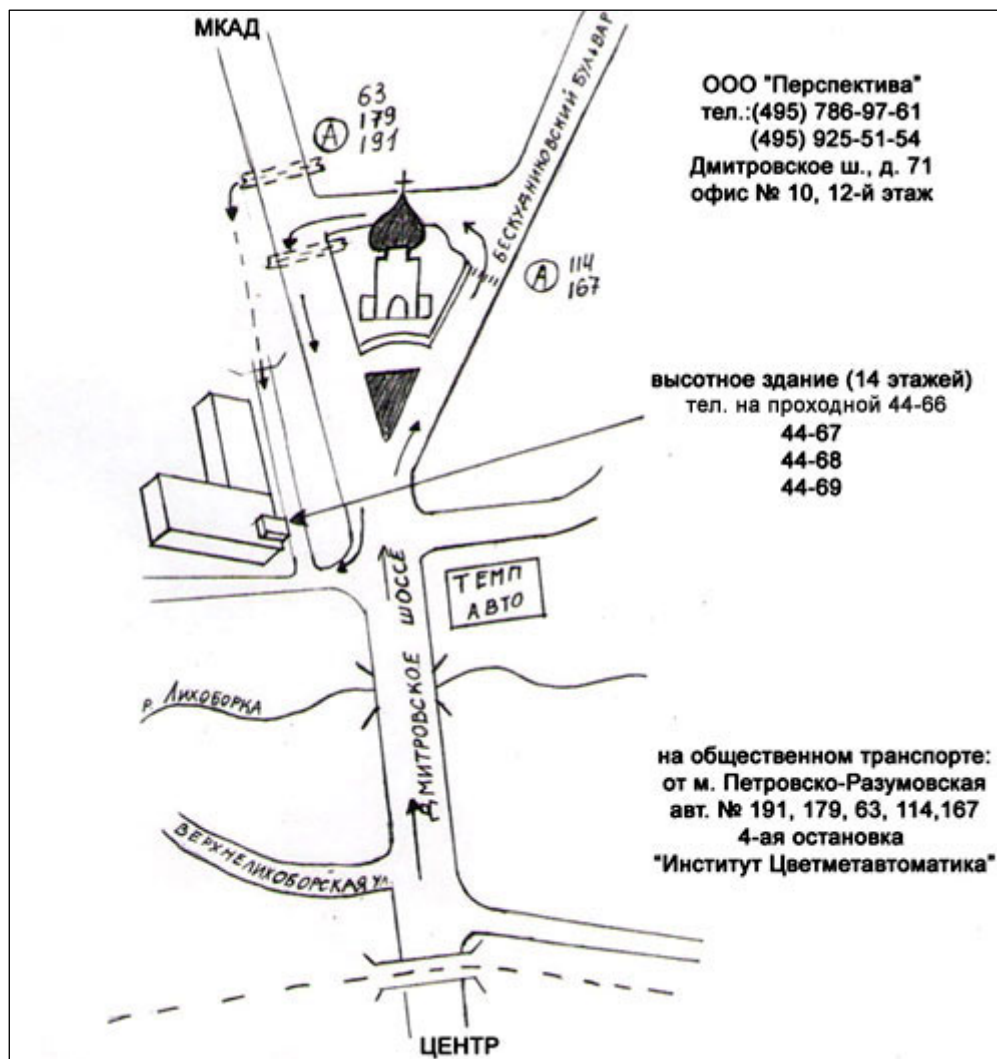 МКАД
63
179
191
А
БЕСКУДНИКОВСКИЙ БУЛЬВАР
ООО "Перспектива"
тел.:(495) 786-97-61
(495) 925-51-54
Дмитровское ш., д. 71
офис № 10, 12-й этаж
А
114
167
высотное здание (14 этажей)
тел. на проходной 44-66
44-67
44-68
44-69
ТЕМП
АВТО
ДМИТРОВСКОЕ ШОССЕ
р. ЛИХОБОРКА
ВЕРХНЕЛИХОБОРСКАЯ УЛ.
на общественном транспорте:
от м. Петровско-Разумовская
авт. № 191, 179, 63, 114,167
4-ая остановка
"Институт Цветметавтоматика"
ЦЕНТР